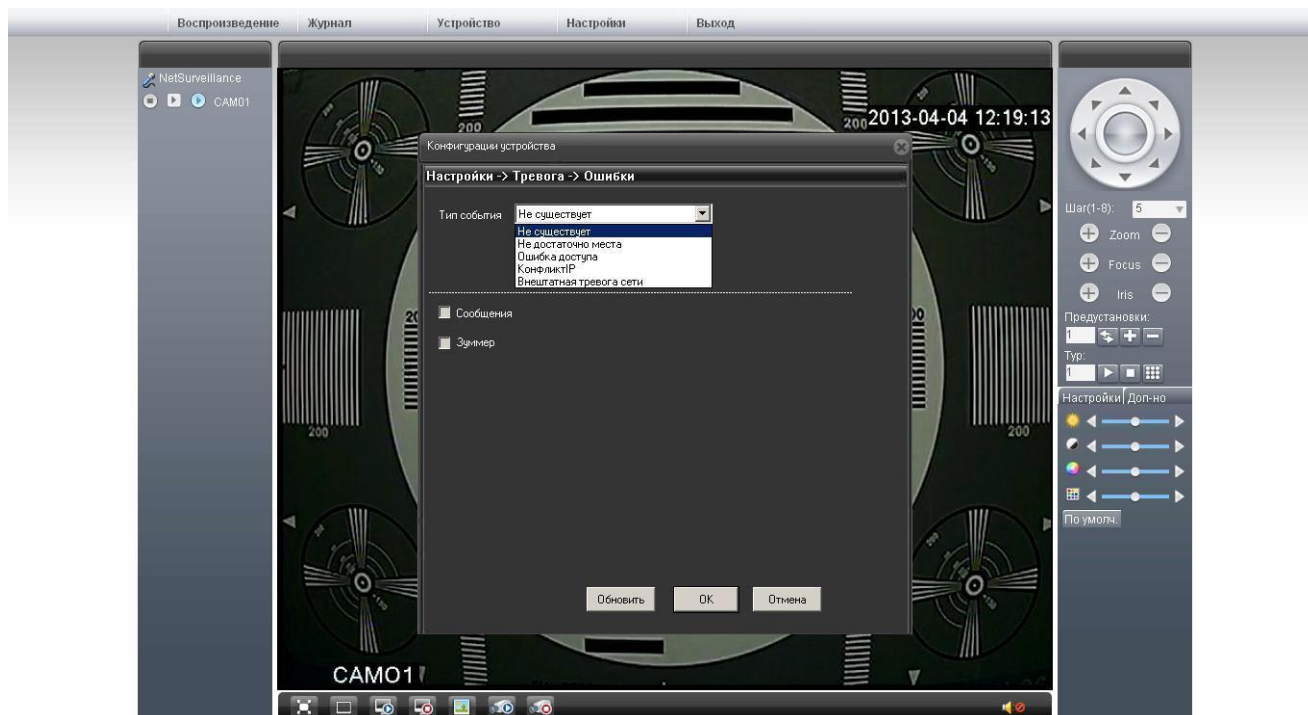 Воспроизведение Журнал Устройство Настройки Выход
NetSurveillance
CAM01
200
200
2013-04-04 12:19:13
Конфигурации устройства
Настройки -> Тревога -> Ошибки
Тип события Не существует
Не существует
Не достаточно места
Ошибка доступа
КонфликтIP
Внештатная тревога сети
Сообщения
Зуммер
200
200
Обновить OK Отмена
CAM01
Шаг(1-8): 5
Zoom
Focus
Iris
Предустановки:
1
Тур:
1
Настройки Доп-но
По умолч.